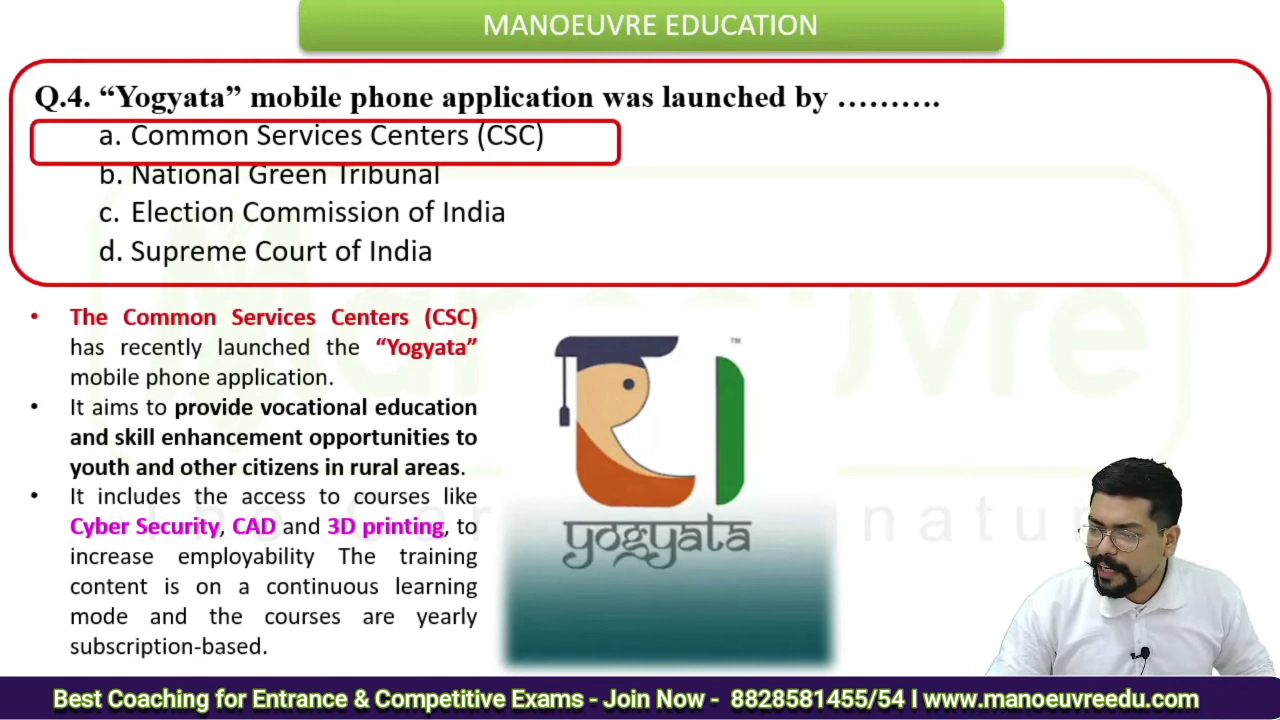 MANOEUVRE EDUCATION
Q.4. “Yogyata” mobile phone application was launched by ……….
a. Common Services Centers (CSC)
b. National Green Tribunal
c. Election Commission of India
d. Supreme Court of India
• The Common Services Centers (CSC)
has recently launched the “Yogyata”
mobile phone application.
• It aims to provide vocational education
and skill enhancement opportunities to
youth and other citizens in rural areas.
• It includes the access to courses like
Cyber Security, CAD and 3D printing, to
increase employability The training
content is on a continuous learning
mode and the courses are yearly
subscription-based.
TM
yogyata
Best Coaching for Entrance & Competitive Exams - Join Now - 8828581455/54 I www.manoeuvreedu.com